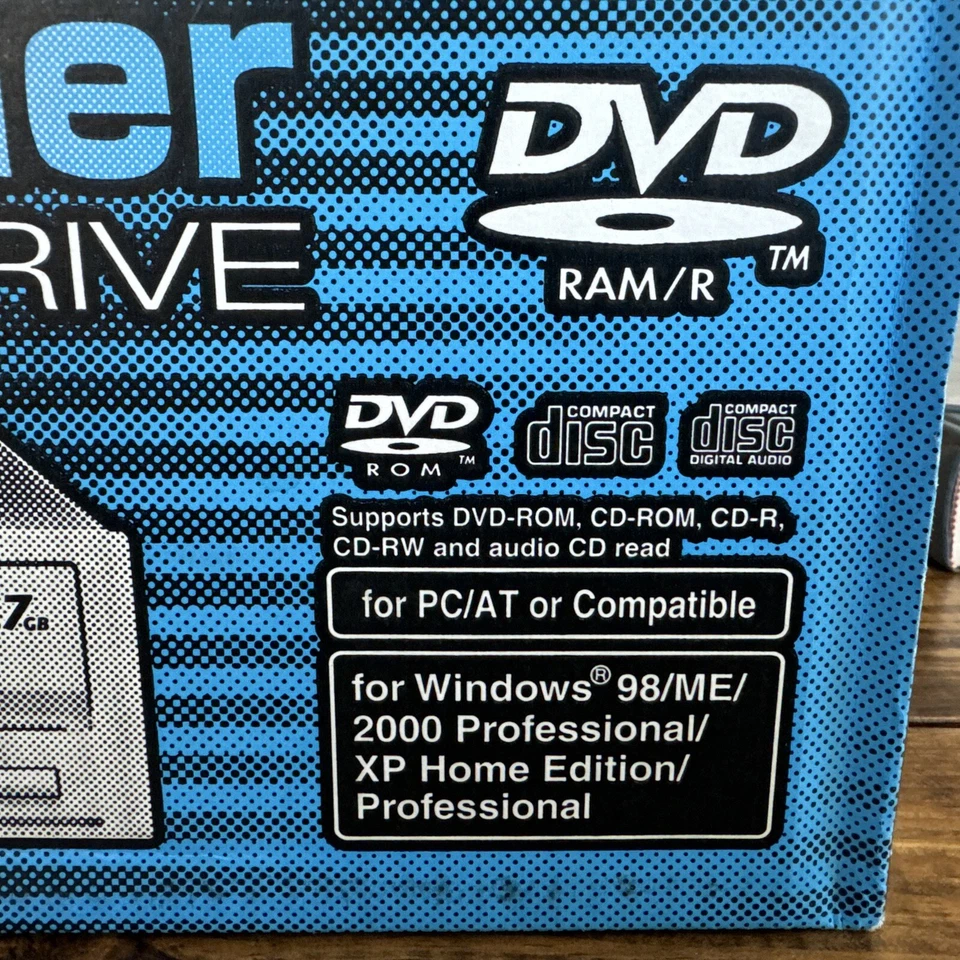 er
DVD
RIVE
TM
RAM/R
DVD
ROM TM
COMPACT
disc
COMPACT
disc
DIGITAL AUDIO
Supports DVD-ROM, CD-ROM, CD-R,
CD-RW and audio CD read
for PC/AT or Compatible
.7GB
for Windows® 98/ME/
2000 Professional/
XP Home Edition/
Professional